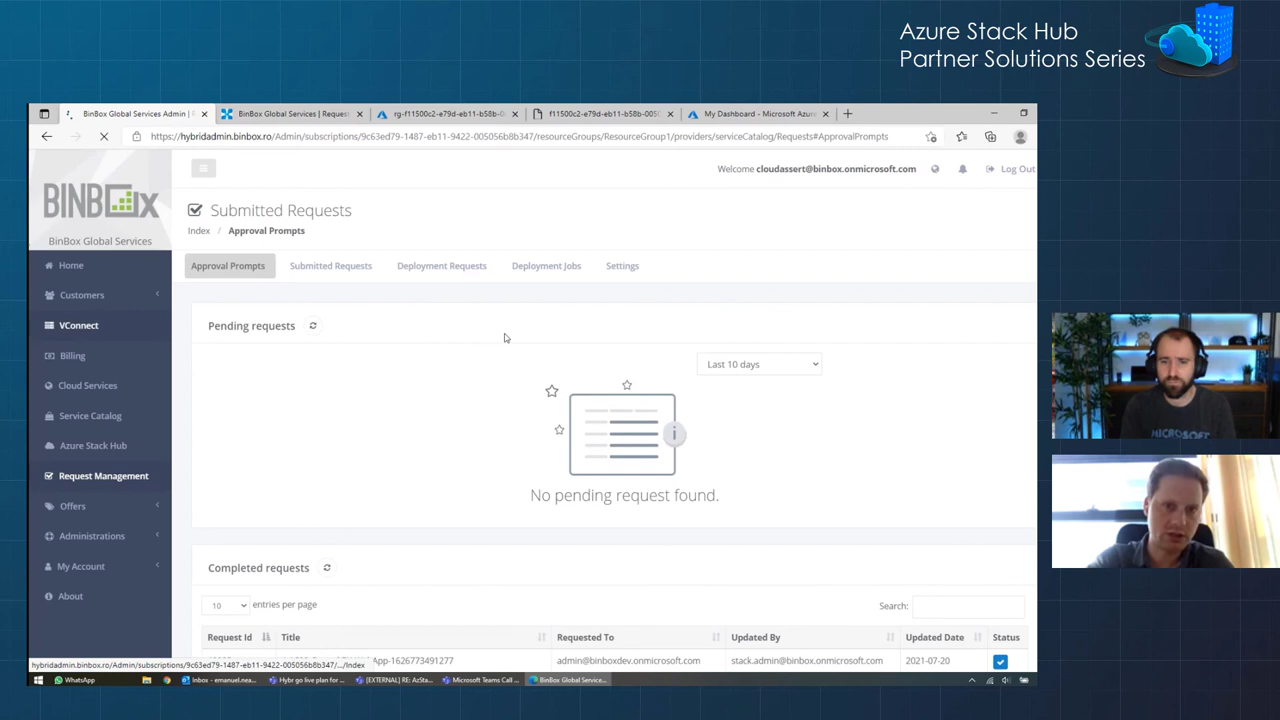 Azure Stack Hub
Partner Solutions Series
BinBox Global Services Admin |
BinBox Global Services | Request
rg-f11500c2-e79d-eb11-b58b-0
f11500c2-e79d-eb11-b58b-0050
My Dashboard - Microsoft Azure
https://hybridadmin.binbox.ro/Admin/subscriptions/9c63ed79-1487-eb11-9422-005056b8b347/resourceGroups/ResourceGroup1/providers/serviceCatalog/Requests#ApprovalPrompts
Welcome cloudassert@binbox.onmicrosoft.com
Log Out
BINBOX
BinBox Global Services
Submitted Requests
Index / Approval Prompts
Home
Customers
VConnect
Billing
Cloud Services
Service Catalog
Azure Stack Hub
Request Management
Offers
Administrations
My Account
About
Approval Prompts
Submitted Requests
Deployment Requests
Deployment Jobs
Settings
Pending requests
Last 10 days
No pending request found.
Completed requests
10 entries per page
Search:
Request Id
Title
Requested To
Updated By
Updated Date
Status
App-1626773491277
admin@binboxdev.onmicrosoft.com
stack.admin@binbox.onmicrosoft.com
2021-07-20
hybridadmin.binbox.ro/Admin/subscriptions/9c63ed79-1487-eb11-9422-005056b8b347/.../Index
WhatsApp
Inbox - emanuel.nea...
Hybr go live plan for ...
[EXTERNAL] RE: AzSta...
Microsoft Teams Call ...
BinBox Global Service...
MICROSOFT